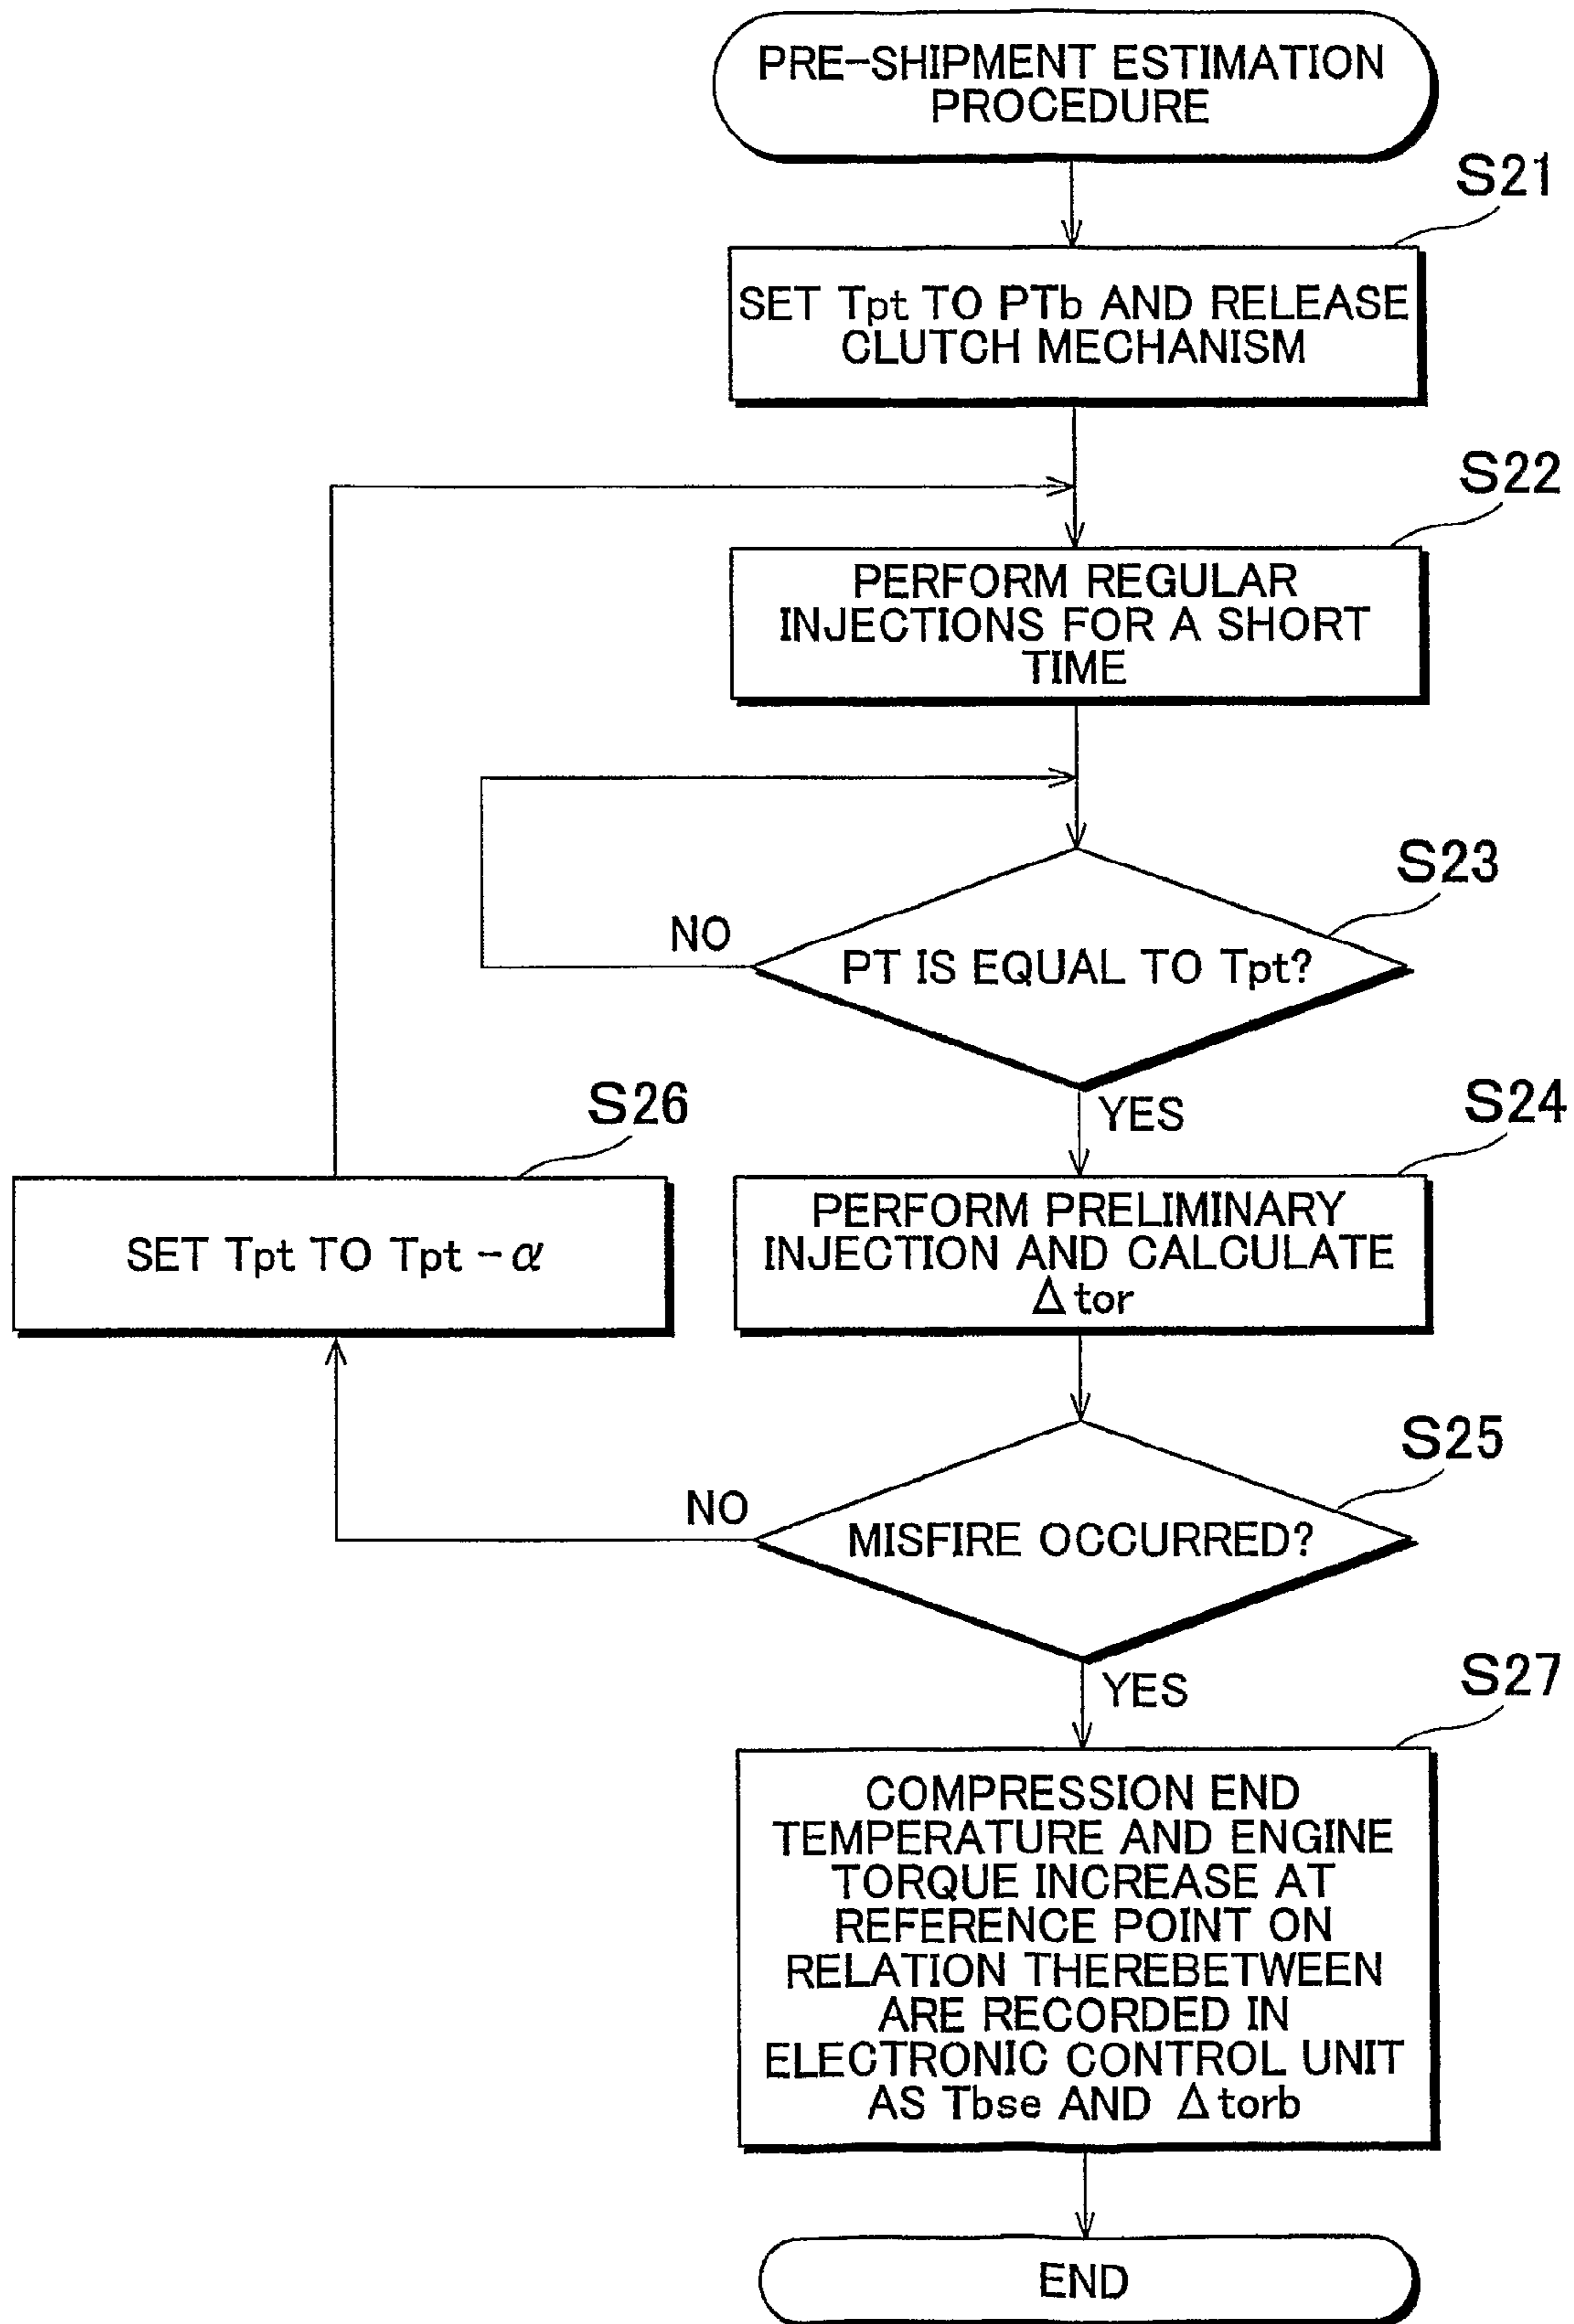 PRE-SHIPMENT ESTIMATION
PROCEDURE
S21
SET Tpt TO PTb AND RELEASE
CLUTCH MECHANISM
S22
PERFORM REGULAR
INJECTIONS FOR A SHORT
TIME
S23
NO
PT IS EQUAL TO Tpt?
YES
S26
SET Tpt TO Tpt - α
S24
PERFORM PRELIMINARY
INJECTION AND CALCULATE
Δtor
S25
NO
MISFIRE OCCURRED?
YES
S27
COMPRESSION END
TEMPERATURE AND ENGINE
TORQUE INCREASE AT
REFERENCE POINT ON
RELATION THEREBETWEEN
ARE RECORDED IN
ELECTRONIC CONTROL UNIT
AS Tbse AND Δtorb
END